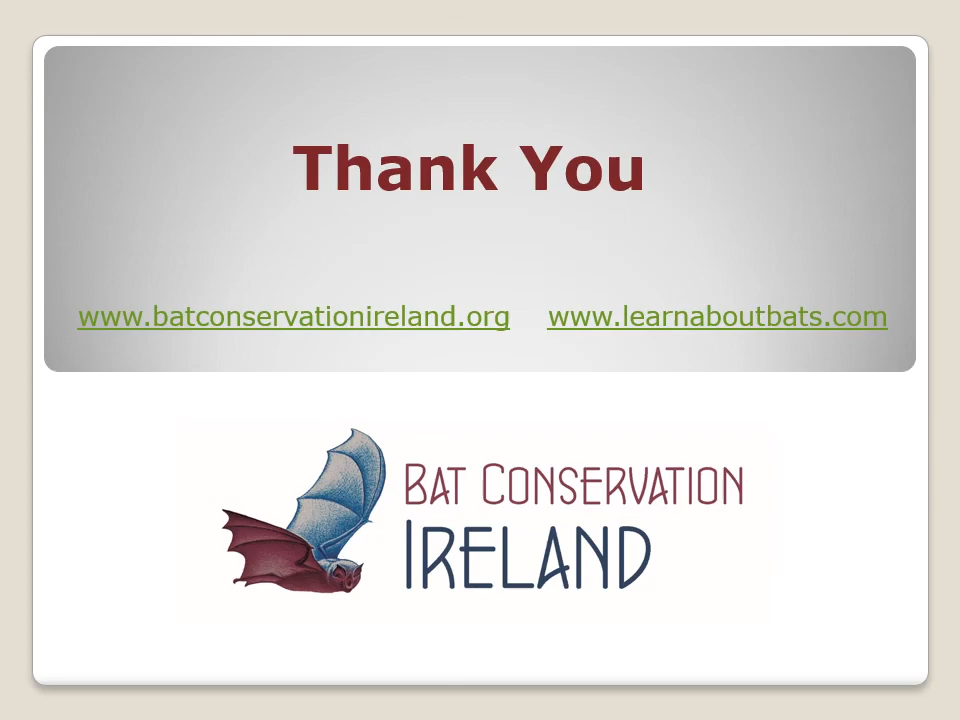 Thank You
www.batconservationireland.org www.learnaboutbats.com
BAT CONSERVATION
IRELAND